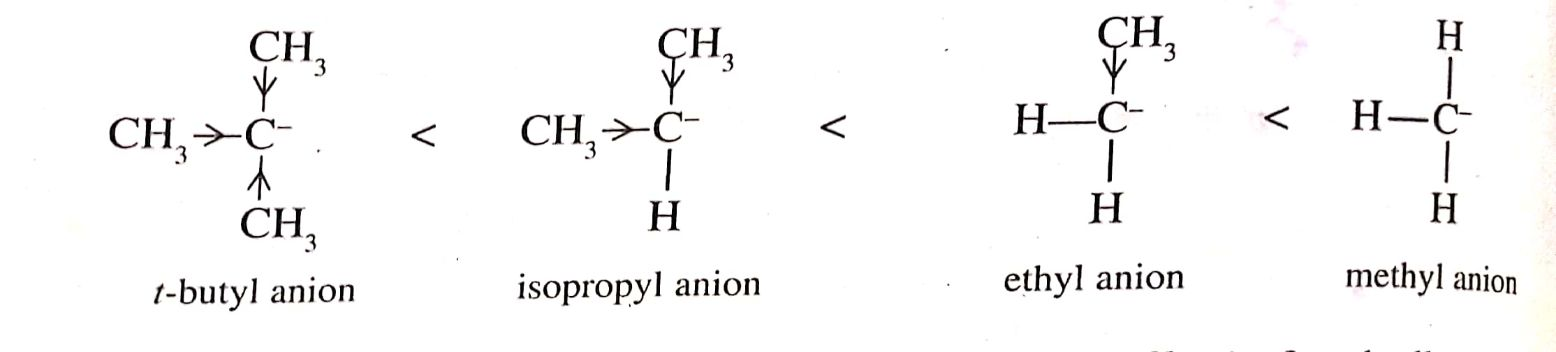 CH3 CH3 CH3 H
CH3 C– < CH3 C– < H—C– < H—C–
CH3 H H H
t-butyl anion isopropyl anion ethyl anion methyl anion